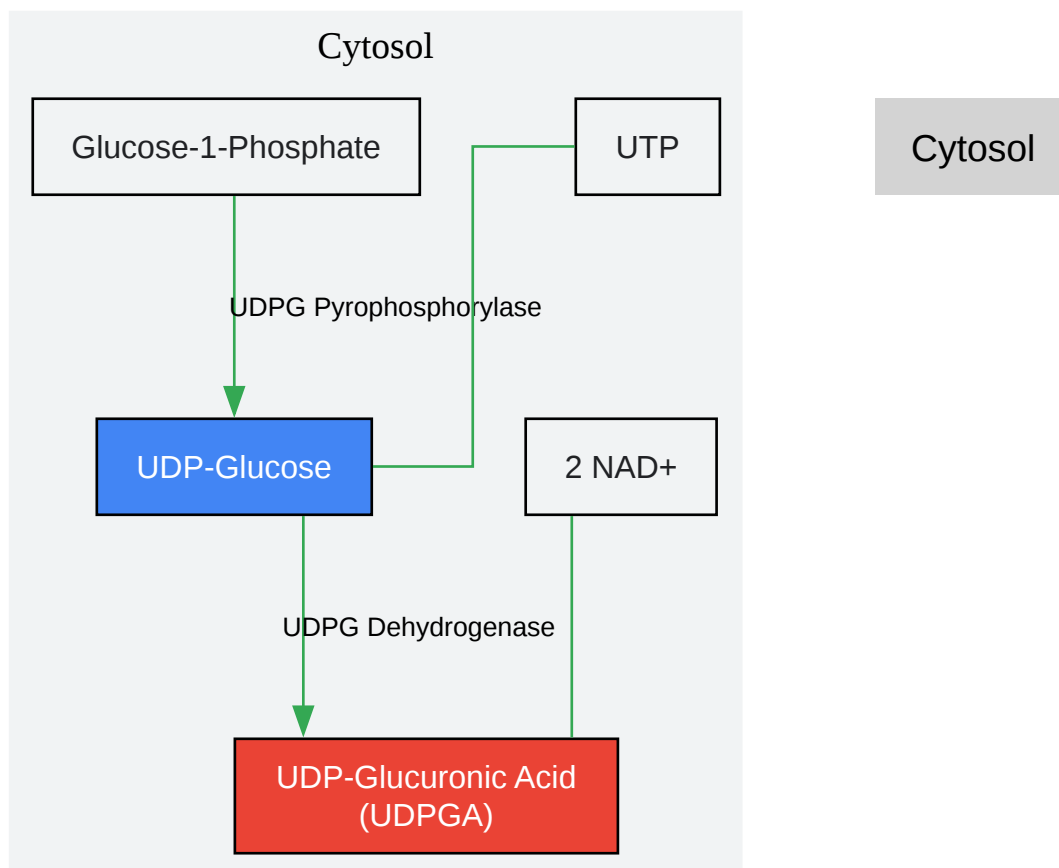 Cytosol
Glucose-1-Phosphate
UTP
Cytosol
UDPG Pyrophosphorylase
UDP-Glucose
2 NAD+
UDPG Dehydrogenase
UDP-Glucuronic Acid
(UDPGA)